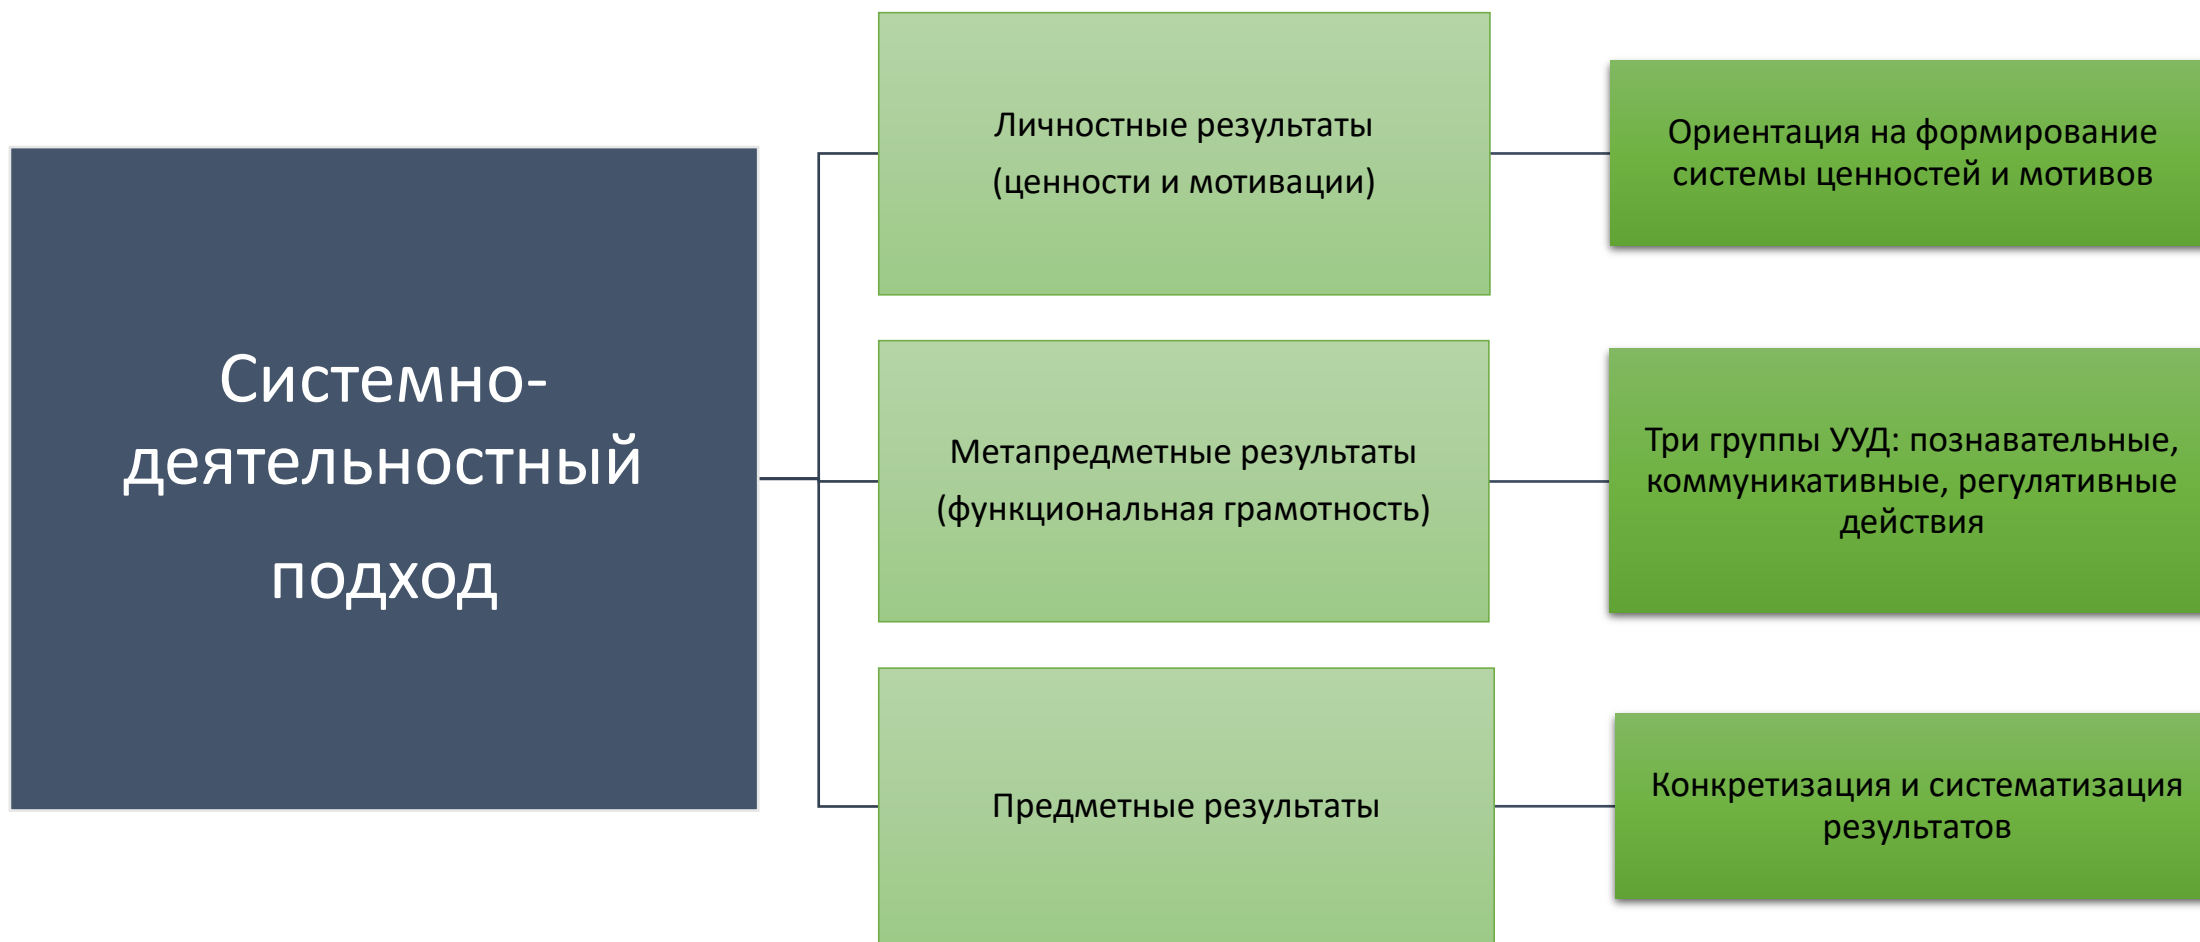 Системно-
деятельностный
подход
Личностные результаты
(ценности и мотивации)
Ориентация на формирование
системы ценностей и мотивов
Метапредметные результаты
(функциональная грамотность)
Три группы УУД: познавательные,
коммуникативные, регулятивные
действия
Предметные результаты
Конкретизация и систематизация
результатов